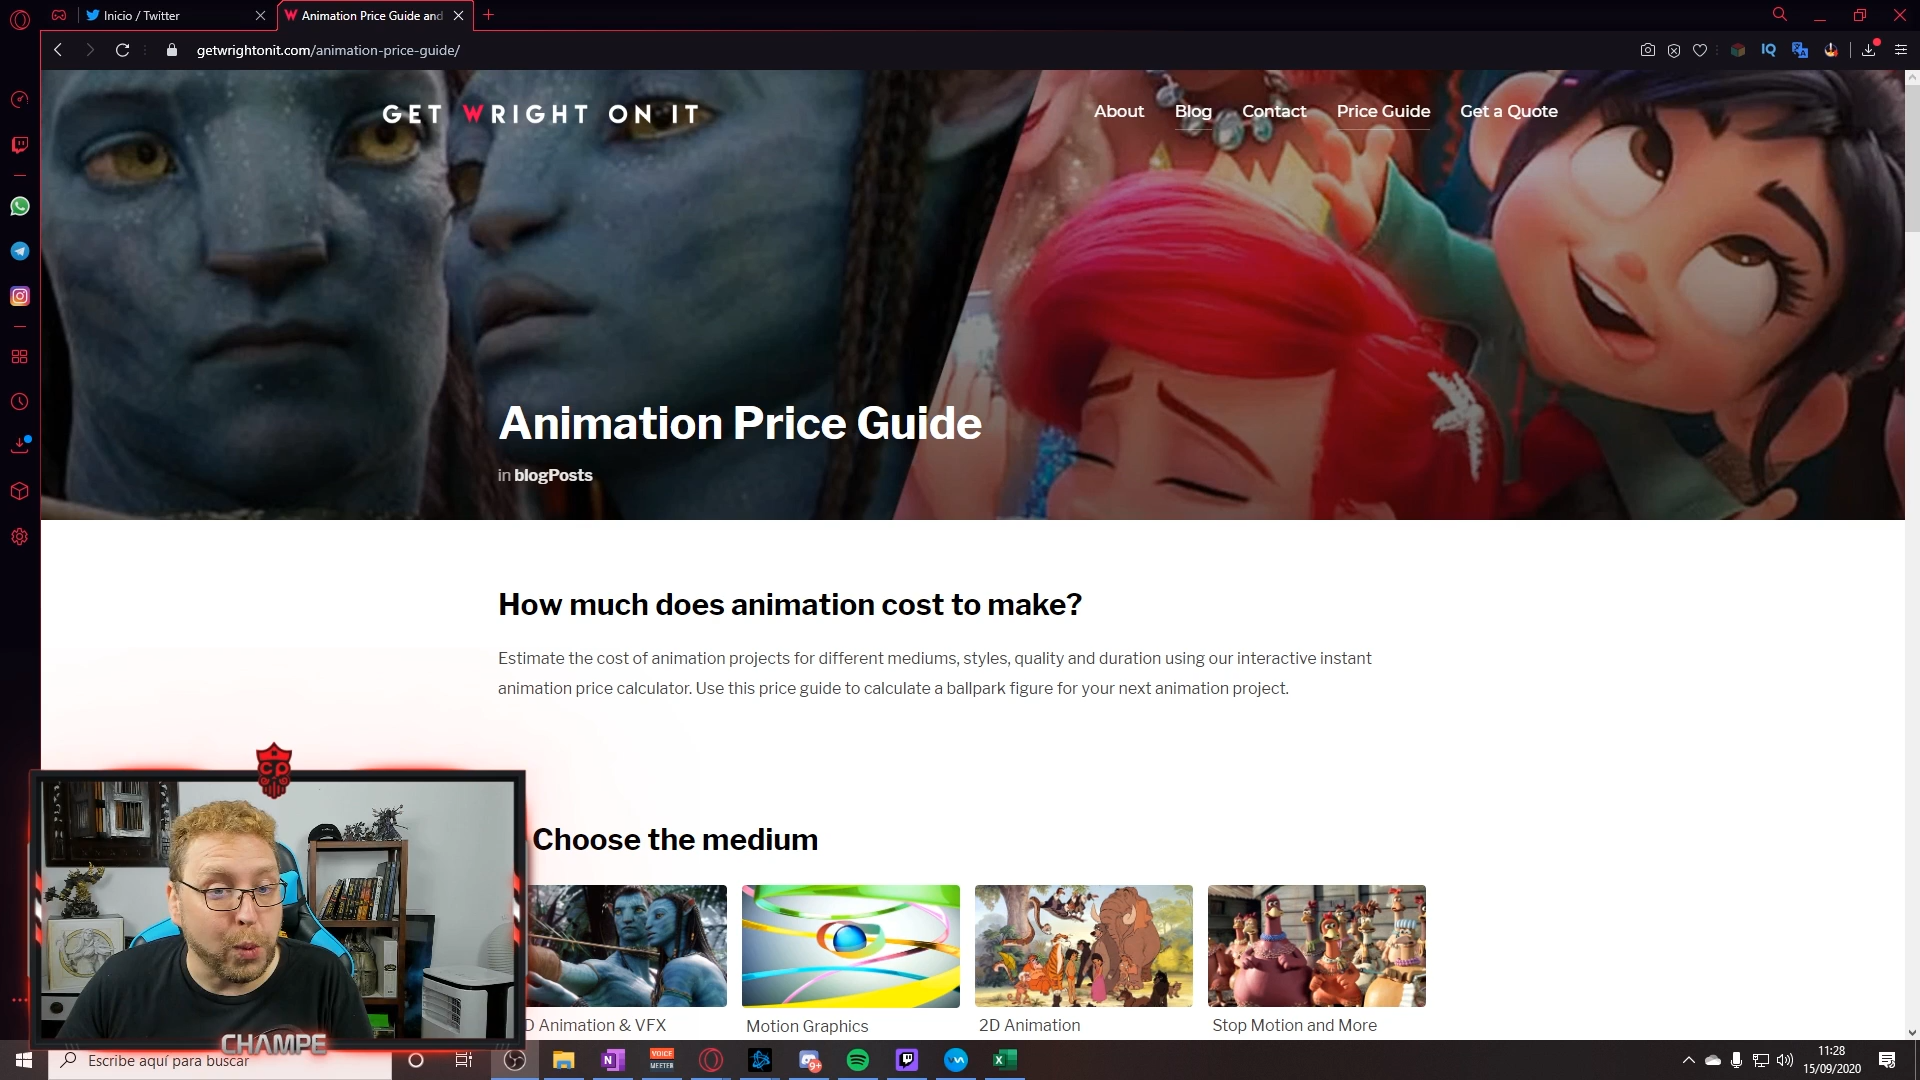 Inicio / Twitter
Animation Price Guide and
getwrightonit.com/animation-price-guide/
IQ
GET WRIGHT ON IT
About
Blog
Contact
Price Guide
Get a Quote
Animation Price Guide
in blogPosts
How much does animation cost to make?
Estimate the cost of animation projects for different mediums, styles, quality and duration using our interactive instant
animation price calculator. Use this price guide to calculate a ballpark figure for your next animation project.
Choose the medium
D Animation & VFX
Motion Graphics
2D Animation
Stop Motion and More
CP
CHAMPE
Escribe aquí para buscar
VOICE
MEETER
9+
11:28
15/09/2020